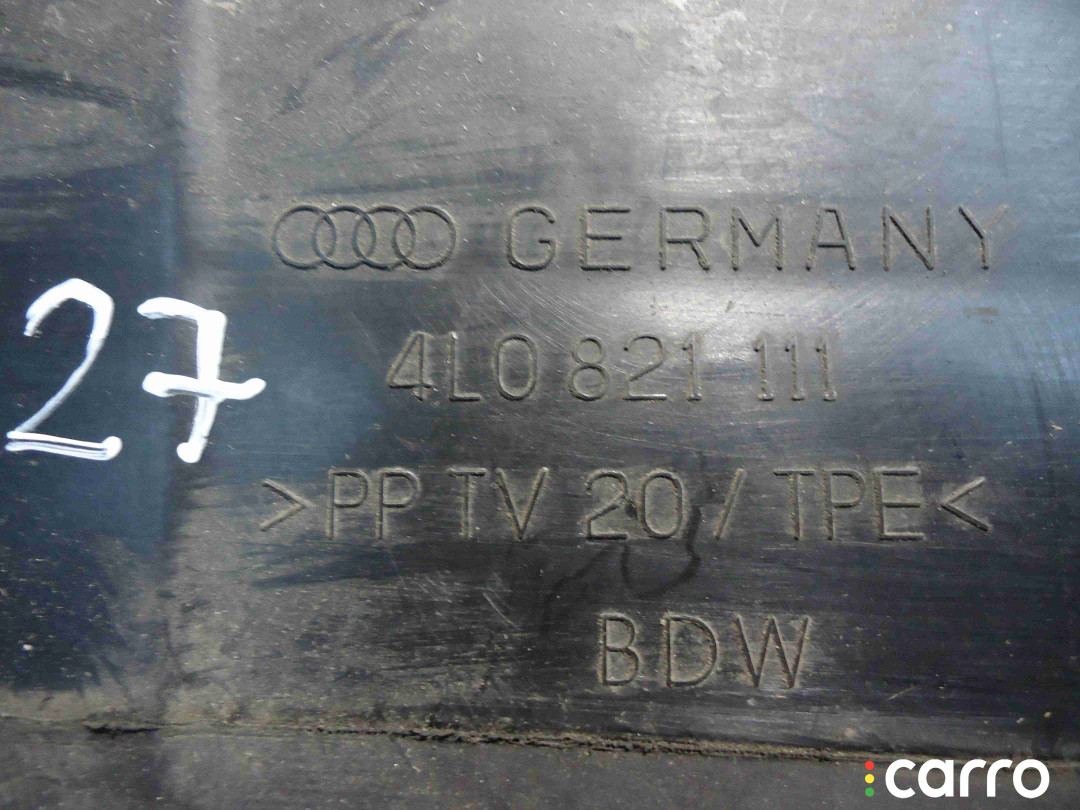 GERMANY
27
4L0 821 111
>PP TV 20 / TPE<
BDW
carro